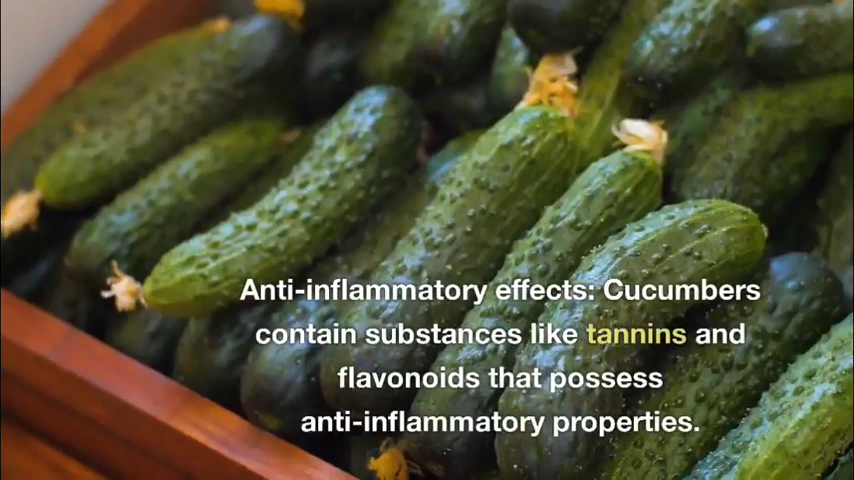 Anti-inflammatory effects: Cucumbers
contain substances like tannins and
flavonoids that possess
anti-inflammatory properties.